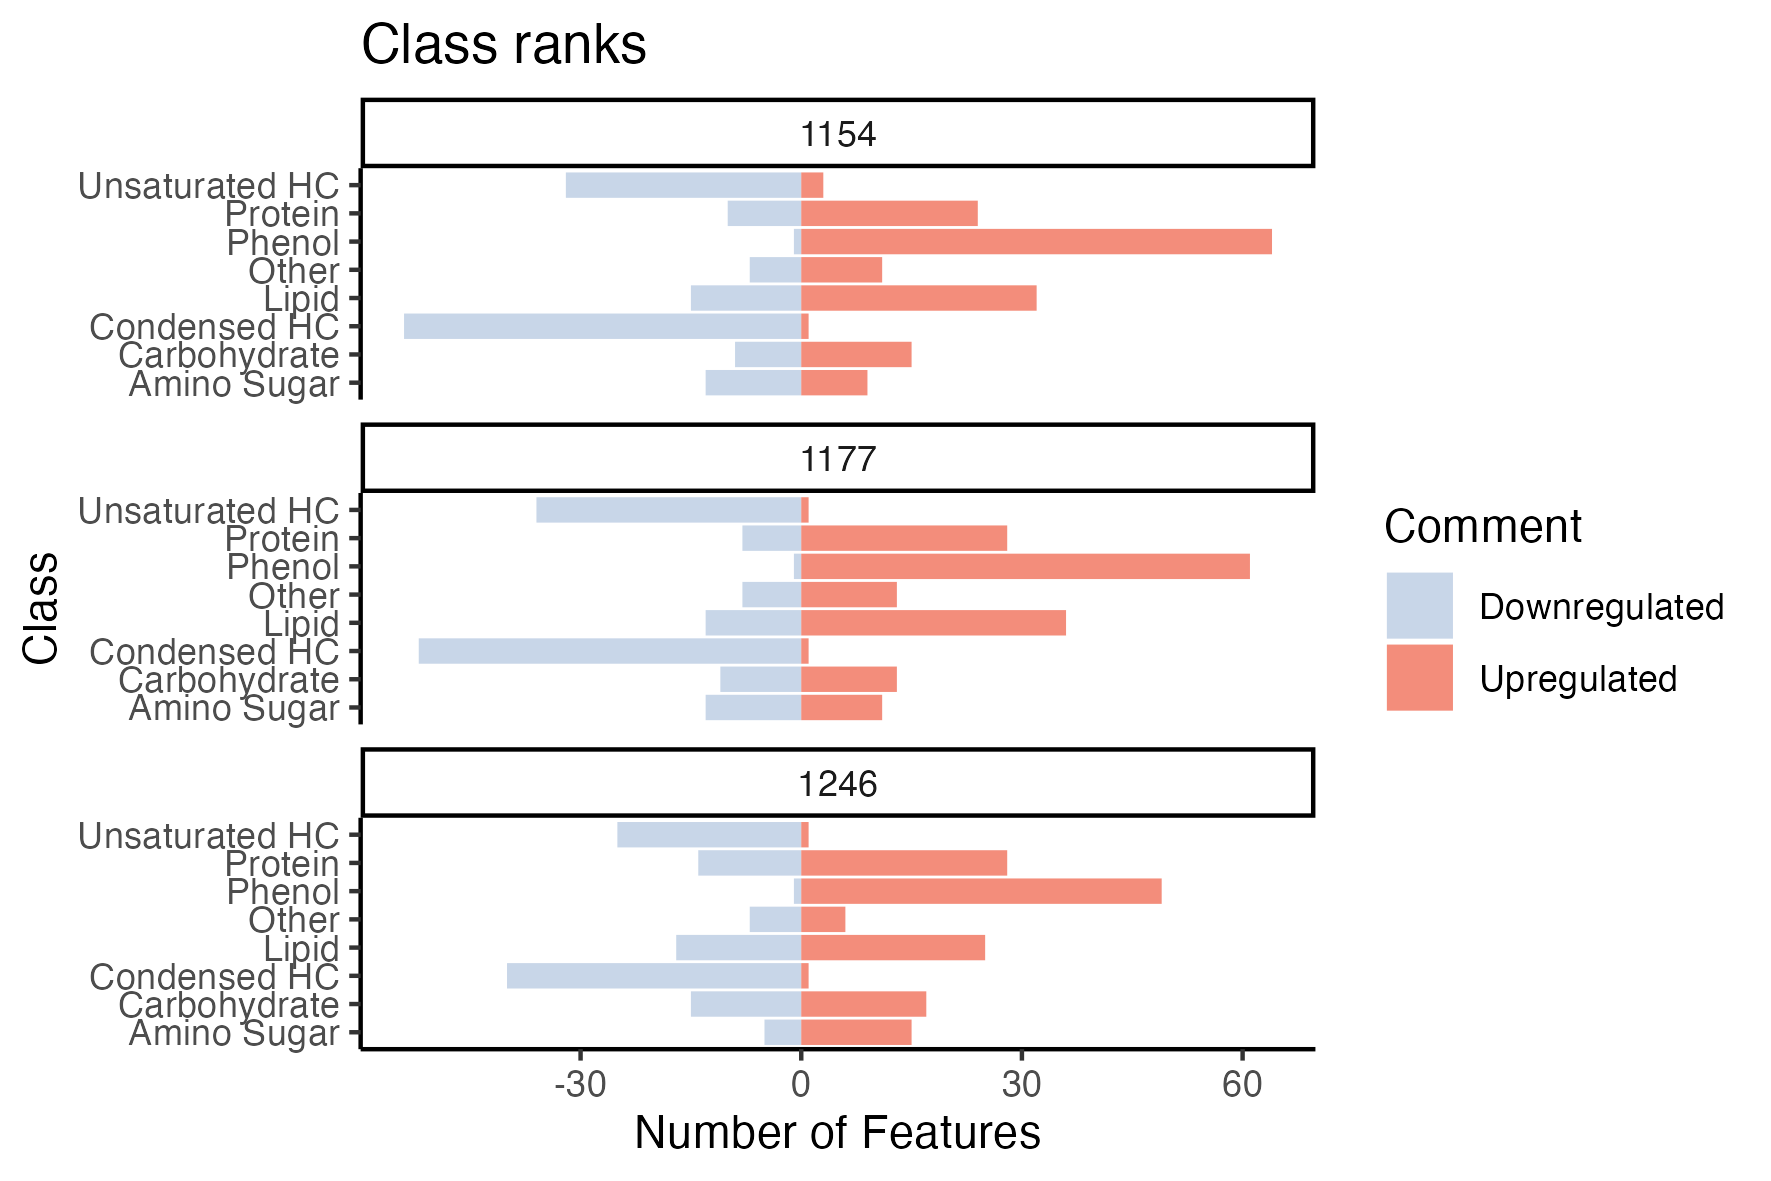 Class ranks
1154
Unsaturated HC
Protein
Phenol
Other
Lipid
Condensed HC
Carbohydrate
Amino Sugar
1177
Unsaturated HC
Protein
Phenol
Other
Lipid
Condensed HC
Carbohydrate
Amino Sugar
1246
Unsaturated HC
Protein
Phenol
Other
Lipid
Condensed HC
Carbohydrate
Amino Sugar
-30 0 30 60
Number of Features
Class
Comment
Downregulated
Upregulated